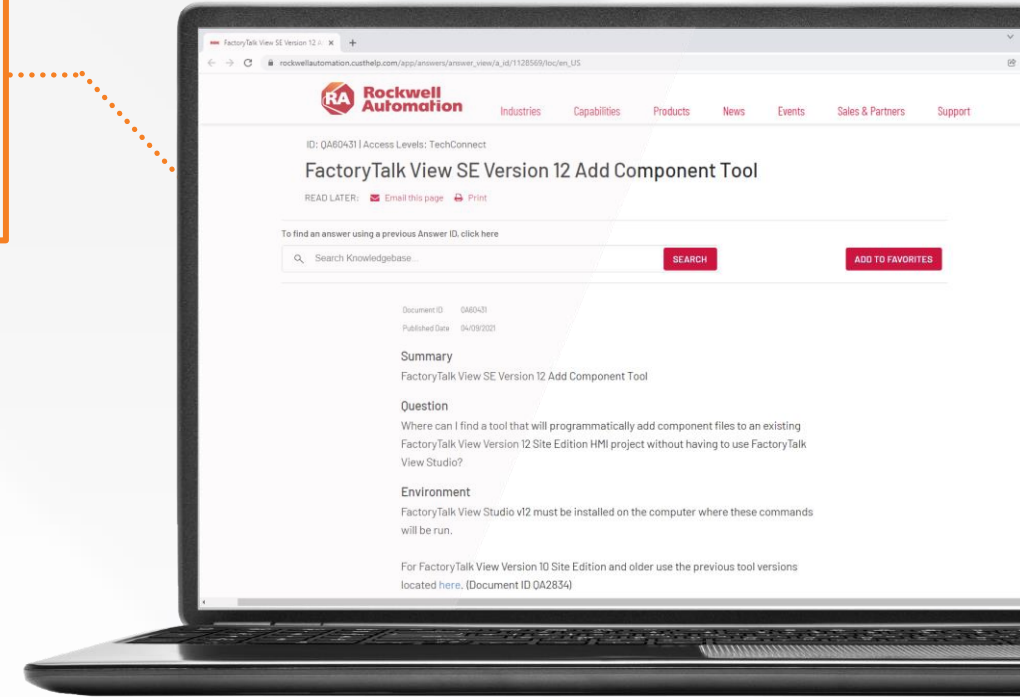 FactoryTalk View SE Version 12 A
rockwellautomation.custhelp.com/app/answers/answer_view/a_id/1128569/loc/en_US
RA
Rockwell
Automation
Industries Capabilities Products News Events Sales & Partners Support
ID: QA60431 | Access Levels: TechConnect
FactoryTalk View SE Version 12 Add Component Tool
READ LATER: Email this page Print
To find an answer using a previous Answer ID, click here
Search Knowledgebase... SEARCH ADD TO FAVORITES
Document ID QA60431
Published Date 04/09/2021
Summary
FactoryTalk View SE Version 12 Add Component Tool
Question
Where can I find a tool that will programmatically add component files to an existing
FactoryTalk View Version 12 Site Edition HMI project without having to use FactoryTalk
View Studio?
Environment
FactoryTalk View Studio v12 must be installed on the computer where these commands
will be run.
For FactoryTalk View Version 10 Site Edition and older use the previous tool versions
located here. (Document ID QA2834)